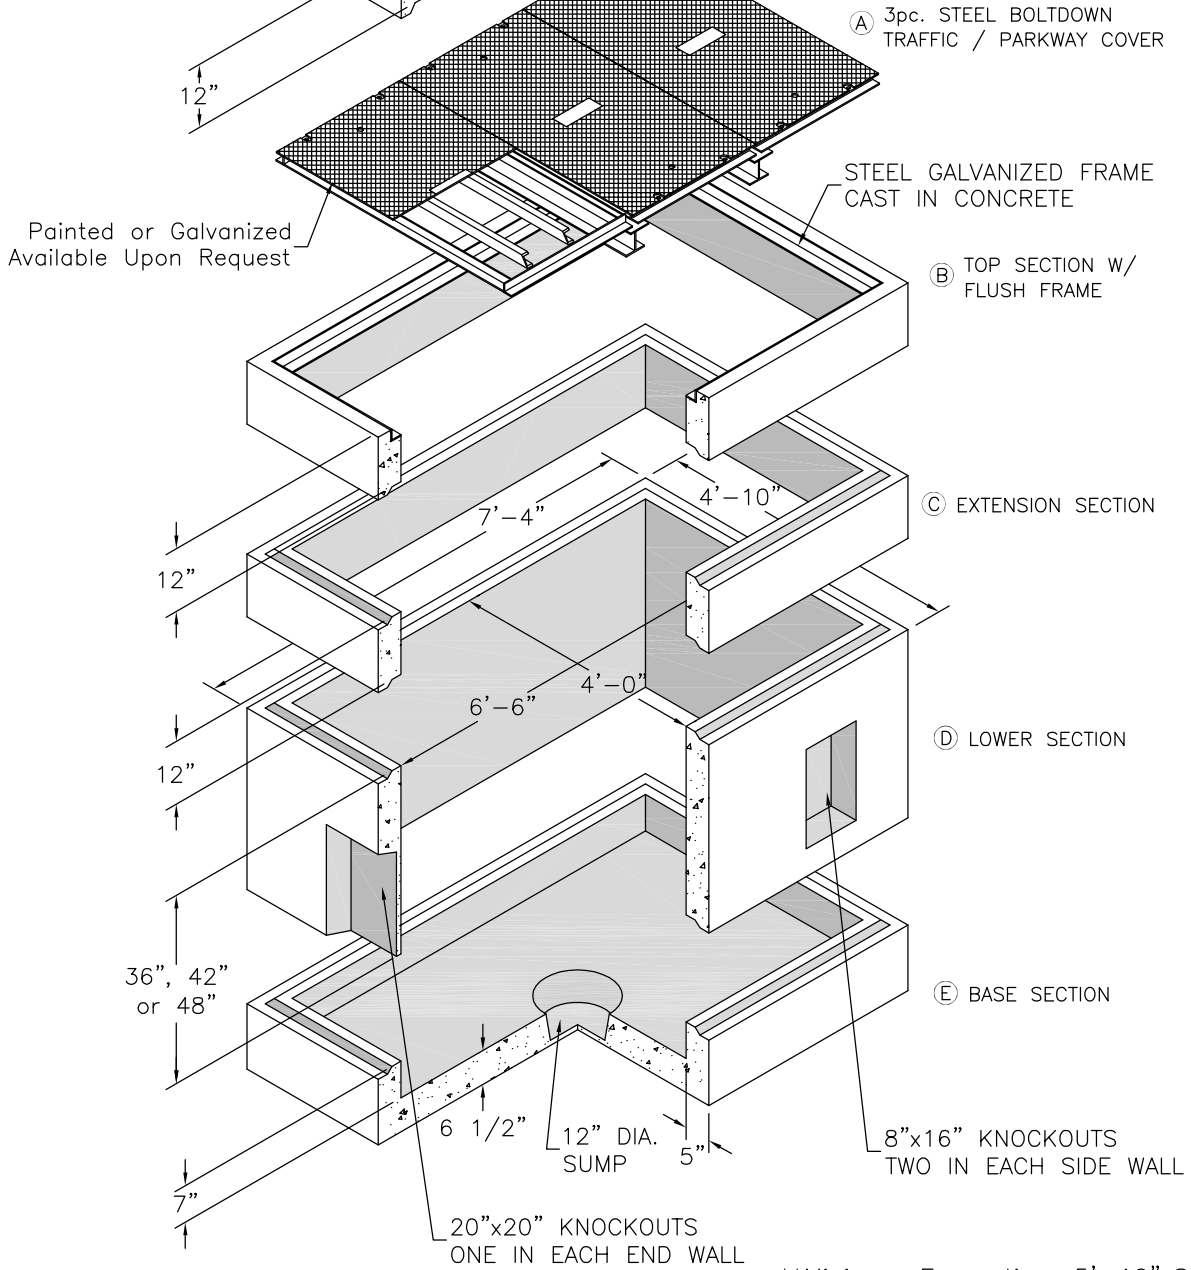 Ⓐ 3pc. STEEL BOLTDOWN
TRAFFIC / PARKWAY COVER
12”
STEEL GALVANIZED FRAME
CAST IN CONCRETE
Painted or Galvanized
Available Upon Request
Ⓑ TOP SECTION W/
FLUSH FRAME
7’−4”
4’−10”
Ⓒ EXTENSION SECTION
12”
4’−0”
6’−6”
Ⓓ LOWER SECTION
12”
36”, 42”
or 48”
Ⓔ BASE SECTION
6 1/2”
12” DIA.
SUMP
5”
8”x16” KNOCKOUTS
TWO IN EACH SIDE WALL
7”
20”x20” KNOCKOUTS
ONE IN EACH END WALL